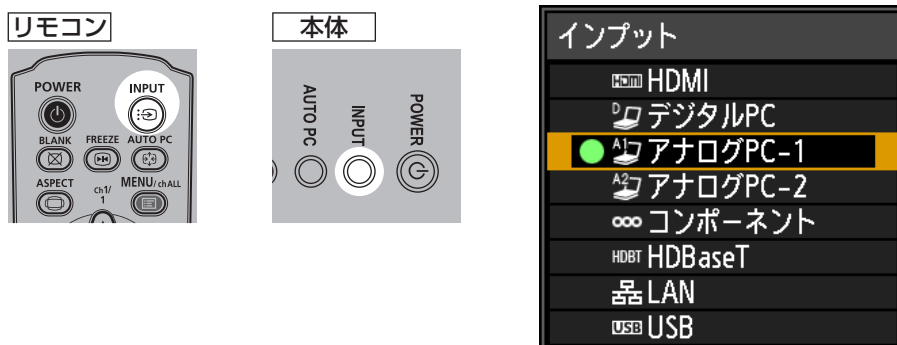 リモコン
POWER
INPUT
BLANK
FREEZE
AUTO PC
ASPECT
Ch1/
1
MENU/ch ALL
本体
AUTO PC
INPUT
POWER
インプット
HDMI HDMI
D デジタルPC
A1 アナログPC-1
A2 アナログPC-2
コンポーネント
HDBT HDBaseT
LAN
USB USB